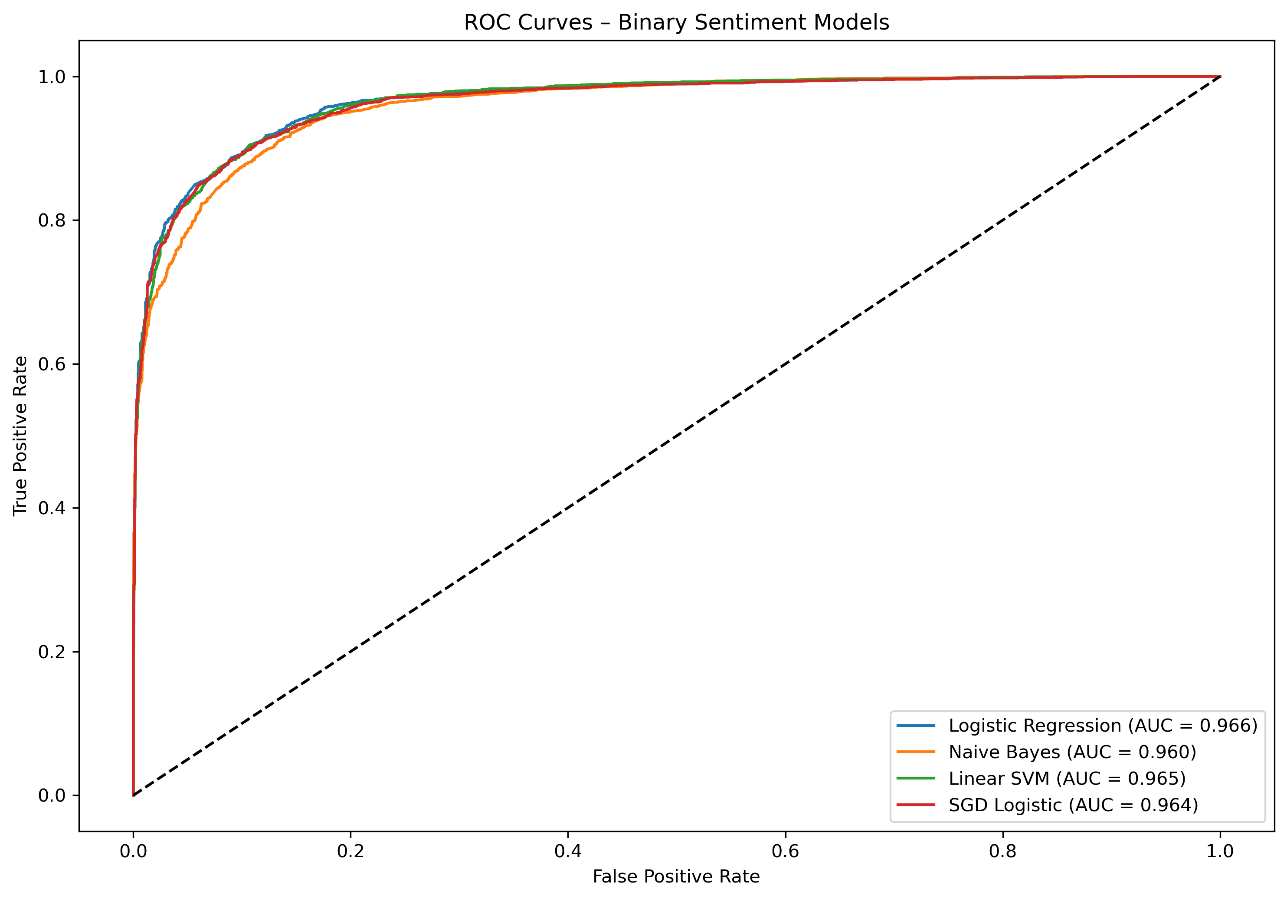 ROC Curves – Binary Sentiment Models
True Positive Rate
1.0
0.8
0.6
0.4
0.2
0.0
0.0 0.2 0.4 0.6 0.8 1.0
False Positive Rate
Logistic Regression (AUC = 0.966)
Naive Bayes (AUC = 0.960)
Linear SVM (AUC = 0.965)
SGD Logistic (AUC = 0.964)